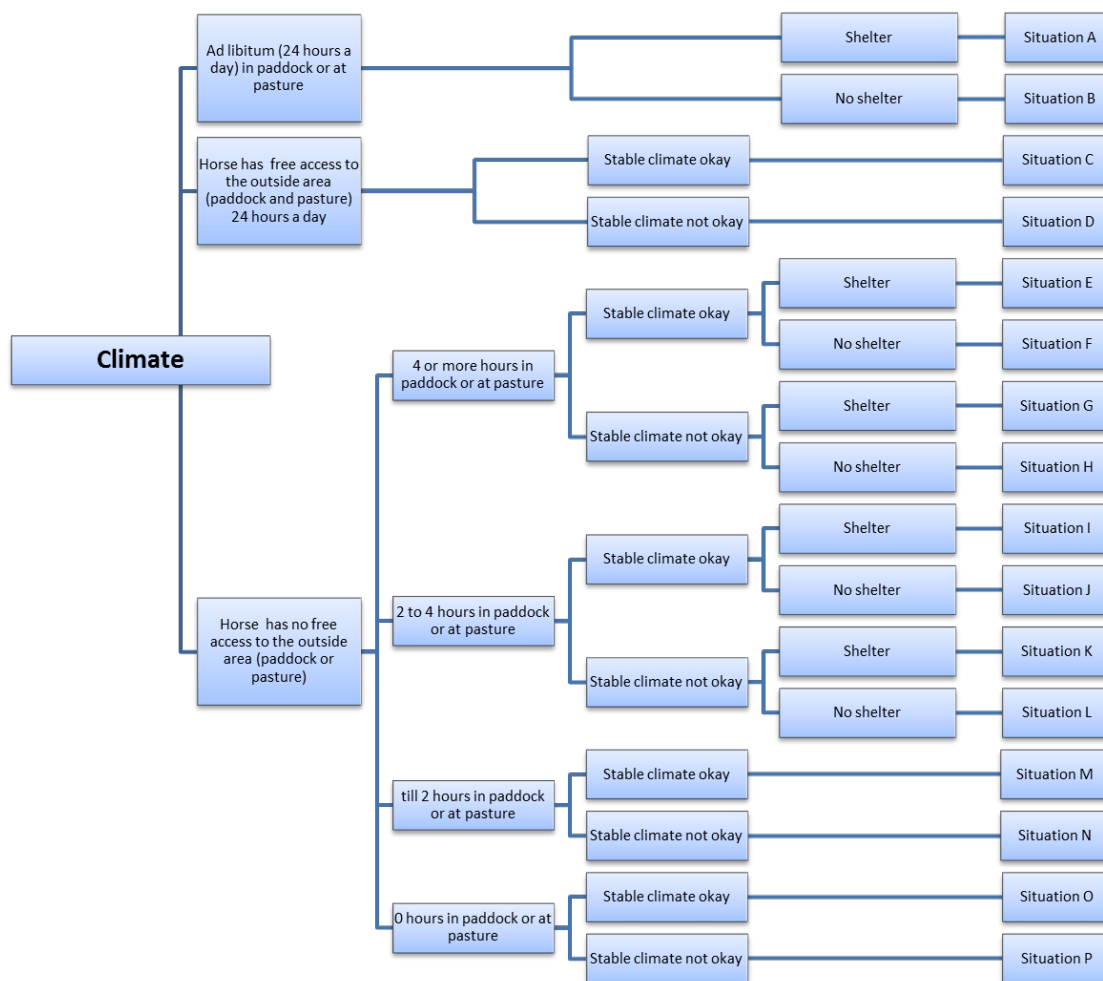 Ad libitum (24 hours a
day) in paddock or at
pasture
Shelter
Situation A
No shelter
Situation B
Horse has free access to
the outside area
(paddock and pasture)
24 hours a day
Stable climate okay
Situation C
Stable climate not okay
Situation D
Climate
4 or more hours in
paddock or at pasture
Stable climate okay
Shelter
Situation E
No shelter
Situation F
Stable climate not okay
Shelter
Situation G
No shelter
Situation H
Horse has no free
access to the outside
area (paddock or
pasture)
2 to 4 hours in paddock
or at pasture
Stable climate okay
Shelter
Situation I
No shelter
Situation J
Stable climate not okay
Shelter
Situation K
No shelter
Situation L
till 2 hours in paddock
or at pasture
Stable climate okay
Situation M
Stable climate not okay
Situation N
0 hours in paddock or at
pasture
Stable climate okay
Situation O
Stable climate not okay
Situation P